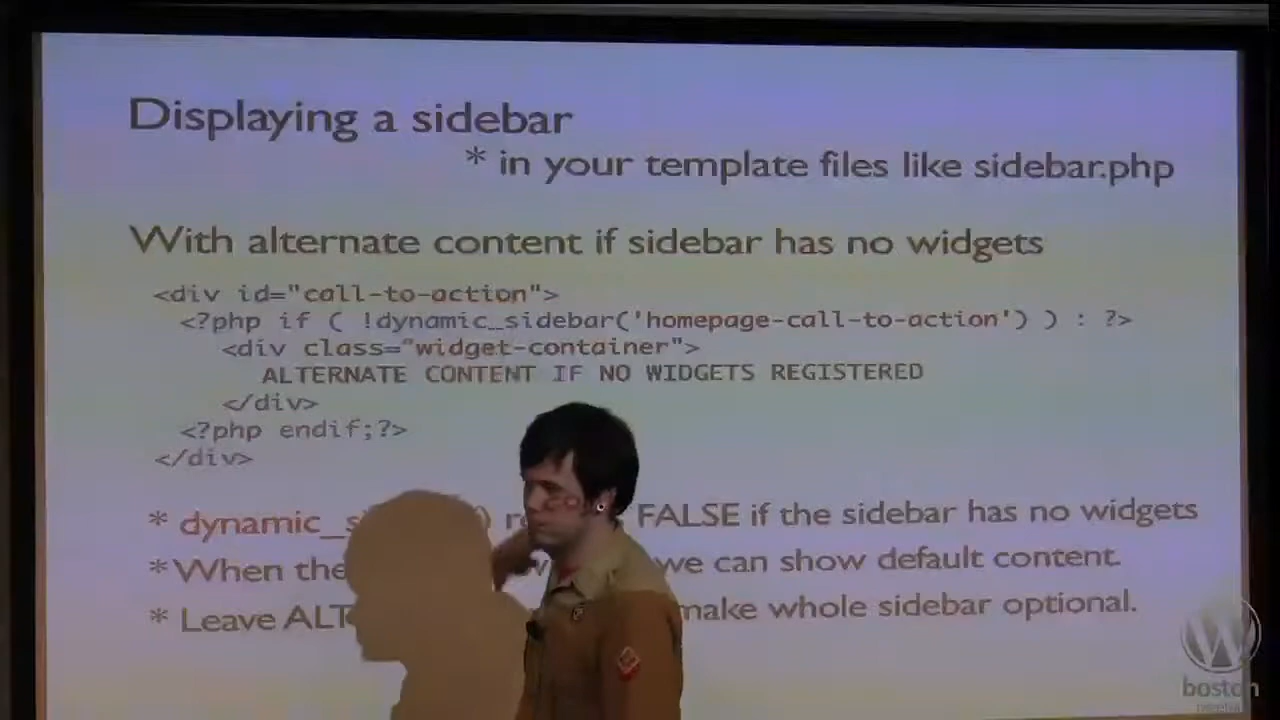 Displaying a sidebar
* in your template files like sidebar.php
With alternate content if sidebar has no widgets
<div id="call-to-action">
<?php if ( !dynamic_sidebar('homepage-call-to-action') ) : ?>
<div class="widget-container">
ALTERNATE CONTENT IF NO WIDGETS REGISTERED
</div>
<?php endif;?>
</div>
* dynamic_s ) FALSE if the sidebar has no widgets
* When the we can show default content.
* Leave ALT make whole sidebar optional.
W
boston